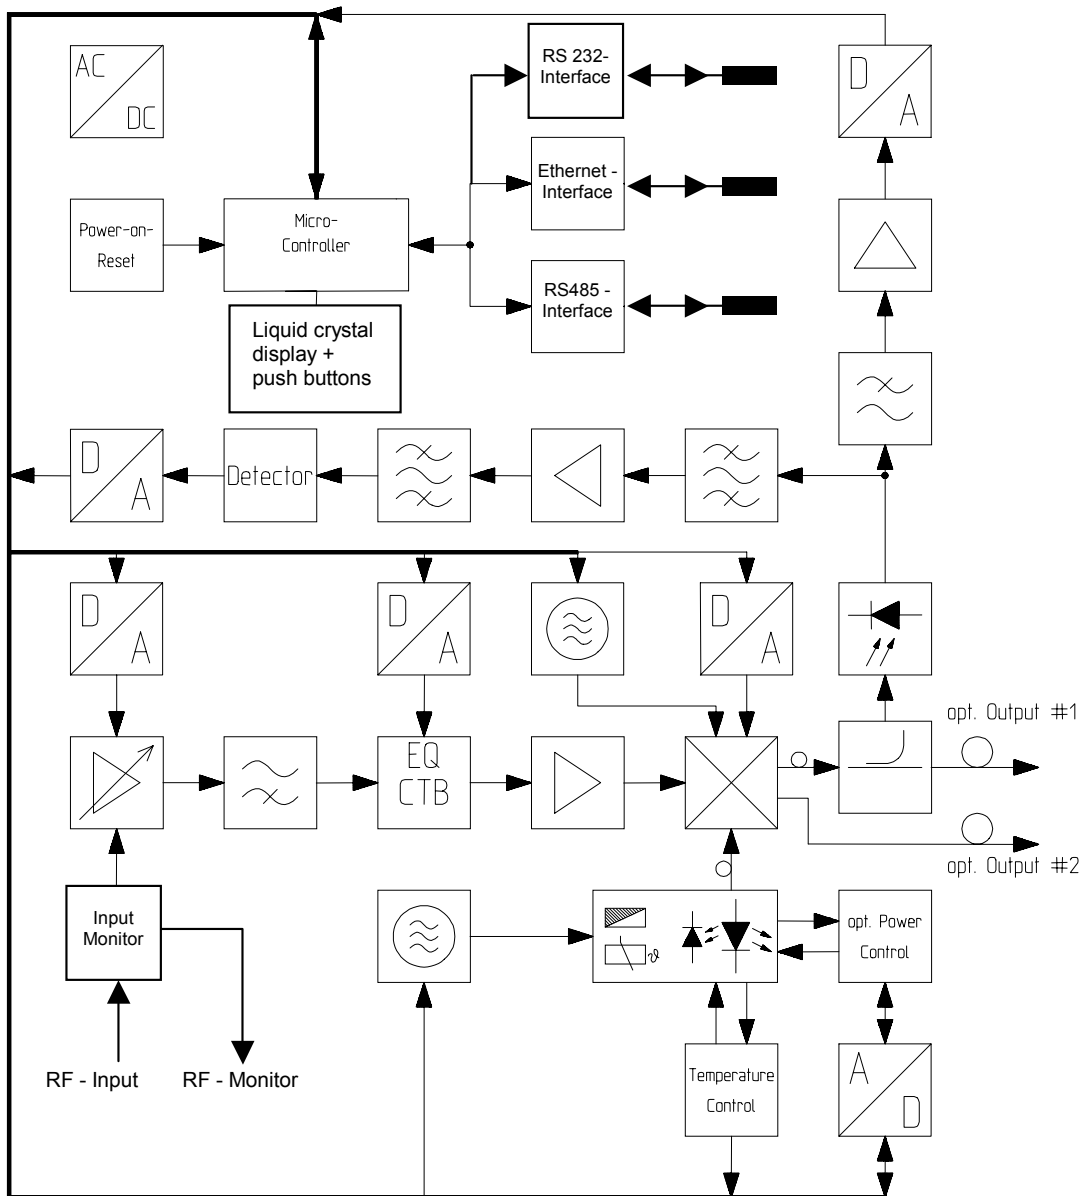 AC
DC
RS 232-
Interface
D
A
Ethernet -
Interface
Power-on-
Reset
Micro-
Controller
RS485 -
Interface
Liquid crystal
display +
push buttons
D
A
Detector
D
A
D
A
D
A
opt. Output #1
EQ
CTB
opt. Output #2
Input
Monitor
ϑ
opt. Power
Control
RF - Input
RF - Monitor
Temperature
Control
A
D